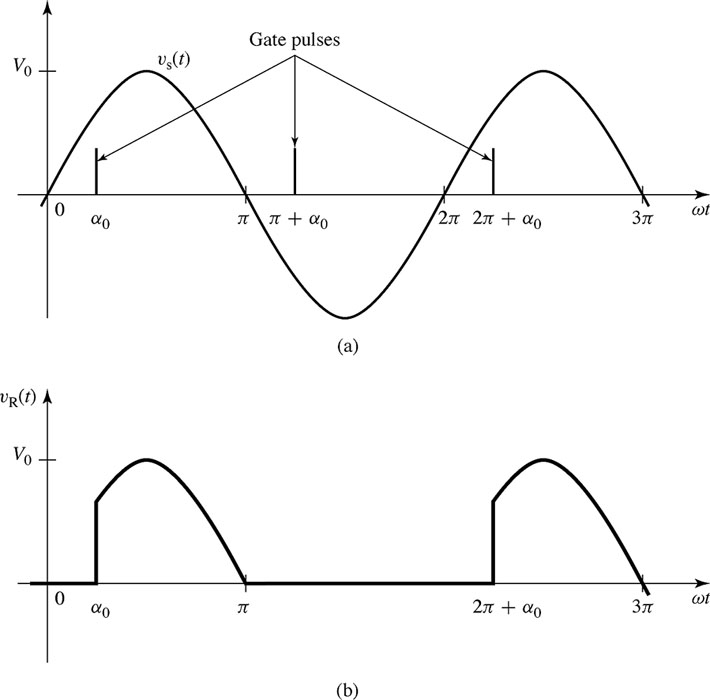 Gate pulses
V₀
vₛ(t)
0 α₀ π π + α₀ 2π 2π + α₀ 3π ωt
(a)
v_R(t)
V₀
0 α₀ π 2π + α₀ 3π ωt
(b)